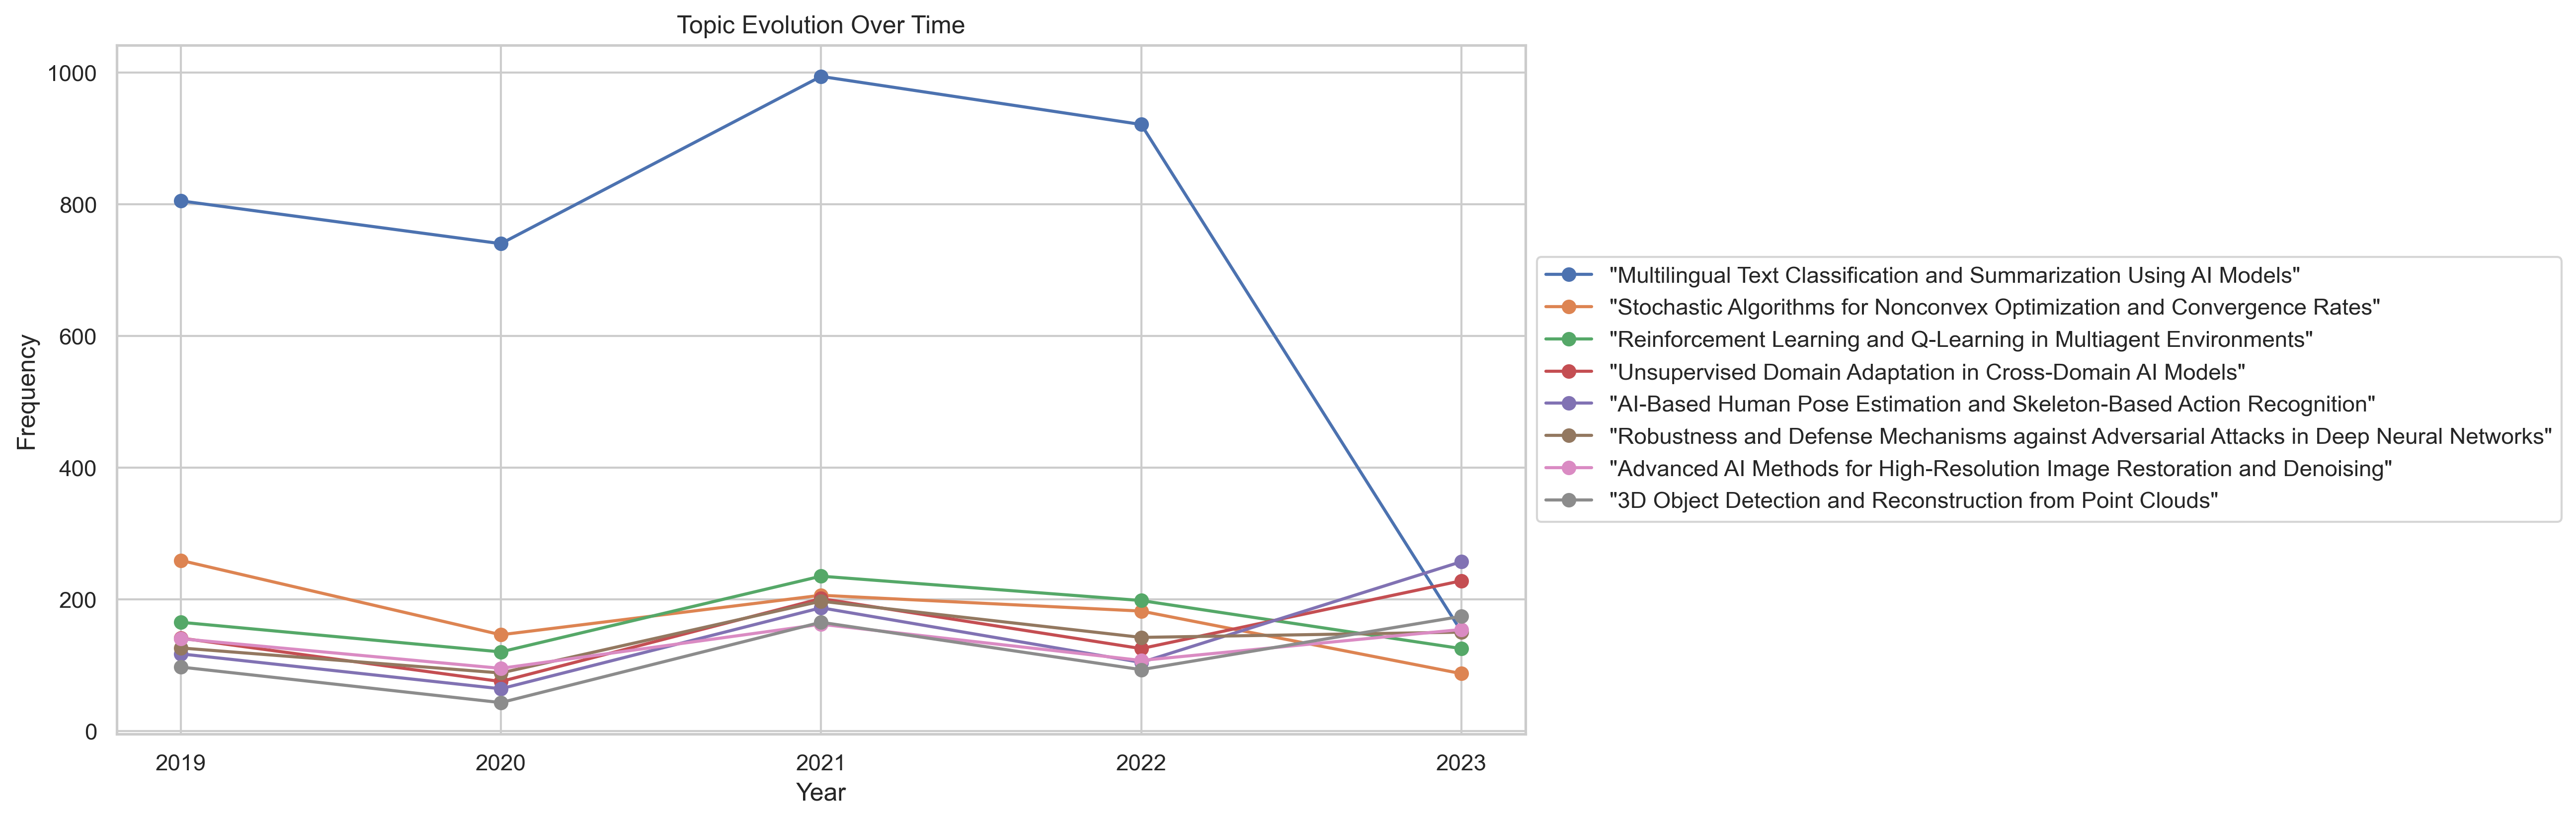 Topic Evolution Over Time
1000
800
600
400
200
0
Frequency
2019 2020 2021 2022 2023
Year
"Multilingual Text Classification and Summarization Using AI Models"
"Stochastic Algorithms for Nonconvex Optimization and Convergence Rates"
"Reinforcement Learning and Q-Learning in Multiagent Environments"
"Unsupervised Domain Adaptation in Cross-Domain AI Models"
"AI-Based Human Pose Estimation and Skeleton-Based Action Recognition"
"Robustness and Defense Mechanisms against Adversarial Attacks in Deep Neural Networks"
"Advanced AI Methods for High-Resolution Image Restoration and Denoising"
"3D Object Detection and Reconstruction from Point Clouds"